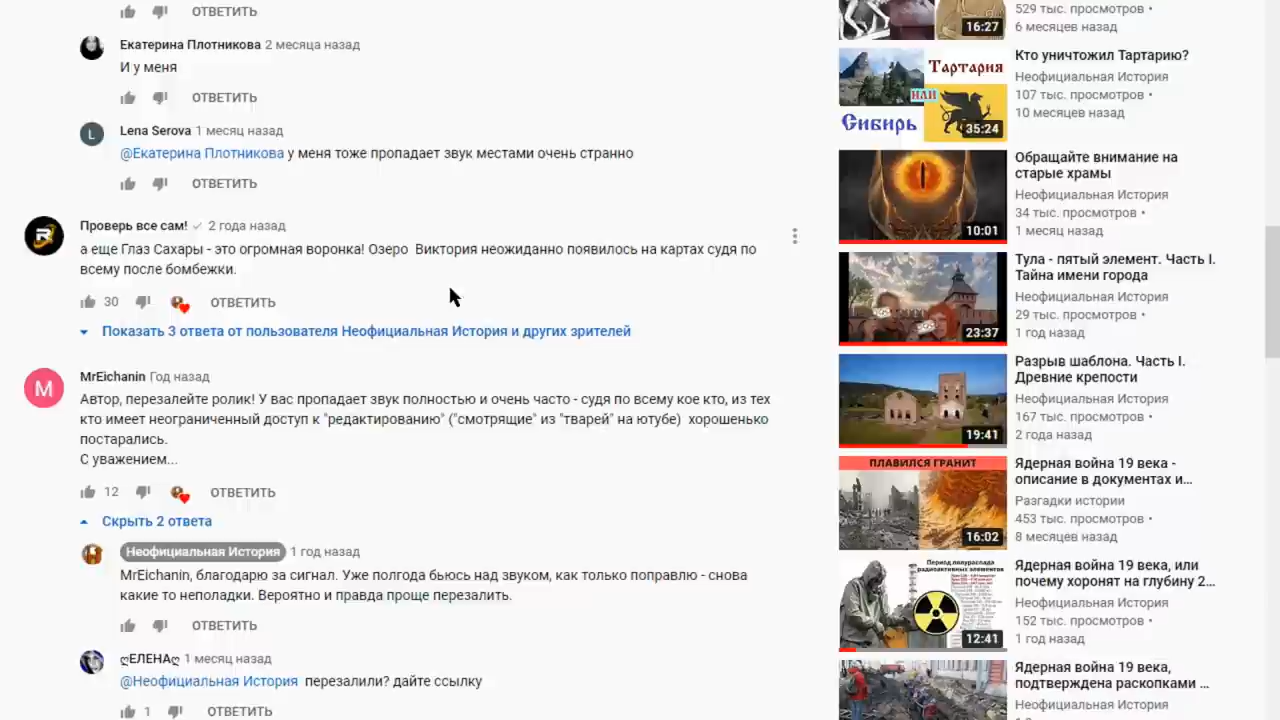 ОТВЕТИТЬ
Екатерина Плотникова 2 месяца назад
И у меня
ОТВЕТИТЬ
L
Lena Serova 1 месяц назад
@Екатерина Плотникова у меня тоже пропадает звук местами очень странно
ОТВЕТИТЬ
Проверь все сам! 2 года назад
а еще Глаз Сахары - это огромная воронка! Озеро Виктория неожиданно появилось на картах судя по
всему после бомбежки.
30 ОТВЕТИТЬ
Показать 3 ответа от пользователя Неофициальная История и других зрителей
M
MrEichanin Год назад
Автор, перезалейте ролик! У вас пропадает звук полностью и очень часто - судя по всему кое кто, из тех
кто имеет неограниченный доступ к "редактированию" ("смотрящие" из "тварей" на ютубе) хорошенько
постарались.
С уважением...
12 ОТВЕТИТЬ
Скрыть 2 ответа
Неофициальная История 1 год назад
MrEichanin, благодарю за сигнал. Уже полгода бьюсь над звуком, как только поправлю - снова
какие то неполадки. Возможно и правда проще перезалить.
ОТВЕТИТЬ
ღЕЛЕНАღ 1 месяц назад
@Неофициальная История перезалили? дайте ссылку
1 ОТВЕТИТЬ
16:27
529 тыс. просмотров •
6 месяцев назад
Тартария
или
Сибирь
35:24
Кто уничтожил Тартарию?
Неофициальная История
107 тыс. просмотров •
10 месяцев назад
10:01
Обращайте внимание на
старые храмы
Неофициальная История
34 тыс. просмотров •
1 месяц назад
23:37
Тула - пятый элемент. Часть I.
Тайна имени города
Неофициальная История
29 тыс. просмотров •
1 год назад
19:41
Разрыв шаблона. Часть I.
Древние крепости
Неофициальная История
167 тыс. просмотров •
2 года назад
ПЛАВИЛСЯ ГРАНИТ
16:02
Ядерная война 19 века -
описание в документах и...
Разгадки истории
453 тыс. просмотров •
8 месяцев назад
Период полураспада
радиоактивных элементов
12:41
Ядерная война 19 века, или
почему хоронят на глубину 2...
Неофициальная История
152 тыс. просмотров •
1 год назад
Ядерная война 19 века,
подтверждена раскопками ...
Неофициальная История